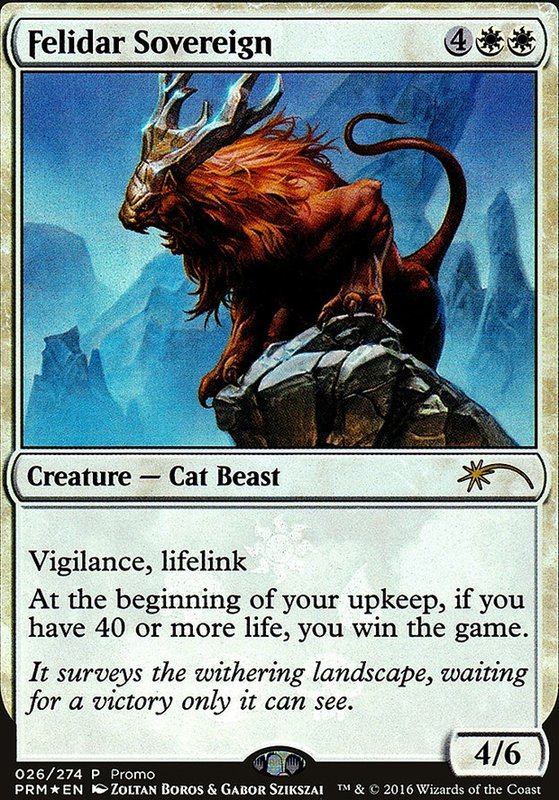 Felidar Sovereign 4
Creature — Cat Beast
Vigilance, lifelink
At the beginning of your upkeep, if you
have 40 or more life, you win the game.
It surveys the withering landscape, waiting
for a victory only it can see.
4/6
026/274 P Promo
PRM★EN Zoltan Boros & Gabor Szikszai ™ & © 2016 Wizards of the Coast